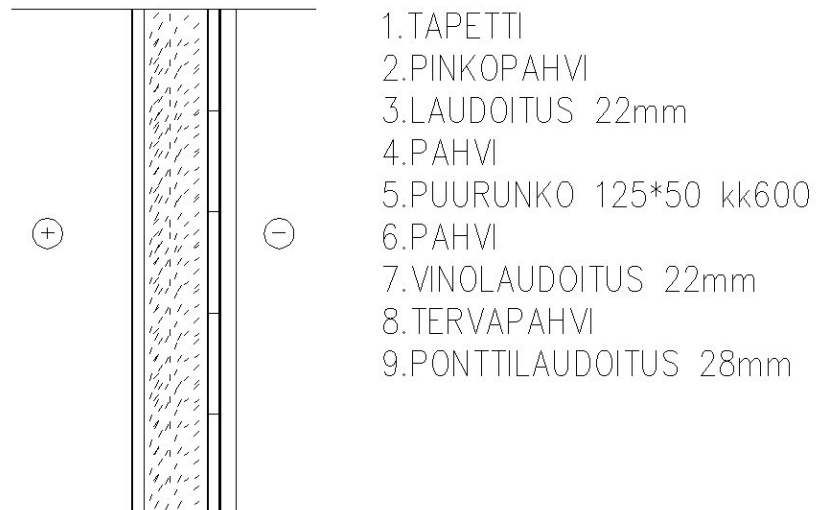 1.TAPETTI
2.PINKOPAHVI
3.LAUDOITUS 22mm
4.PAHVI
5.PUURUNKO 125*50 kk600
6.PAHVI
7.VINOLAUDOITUS 22mm
8.TERVAPAHVI
9.PONTTILAUDOITUS 28mm
+
−